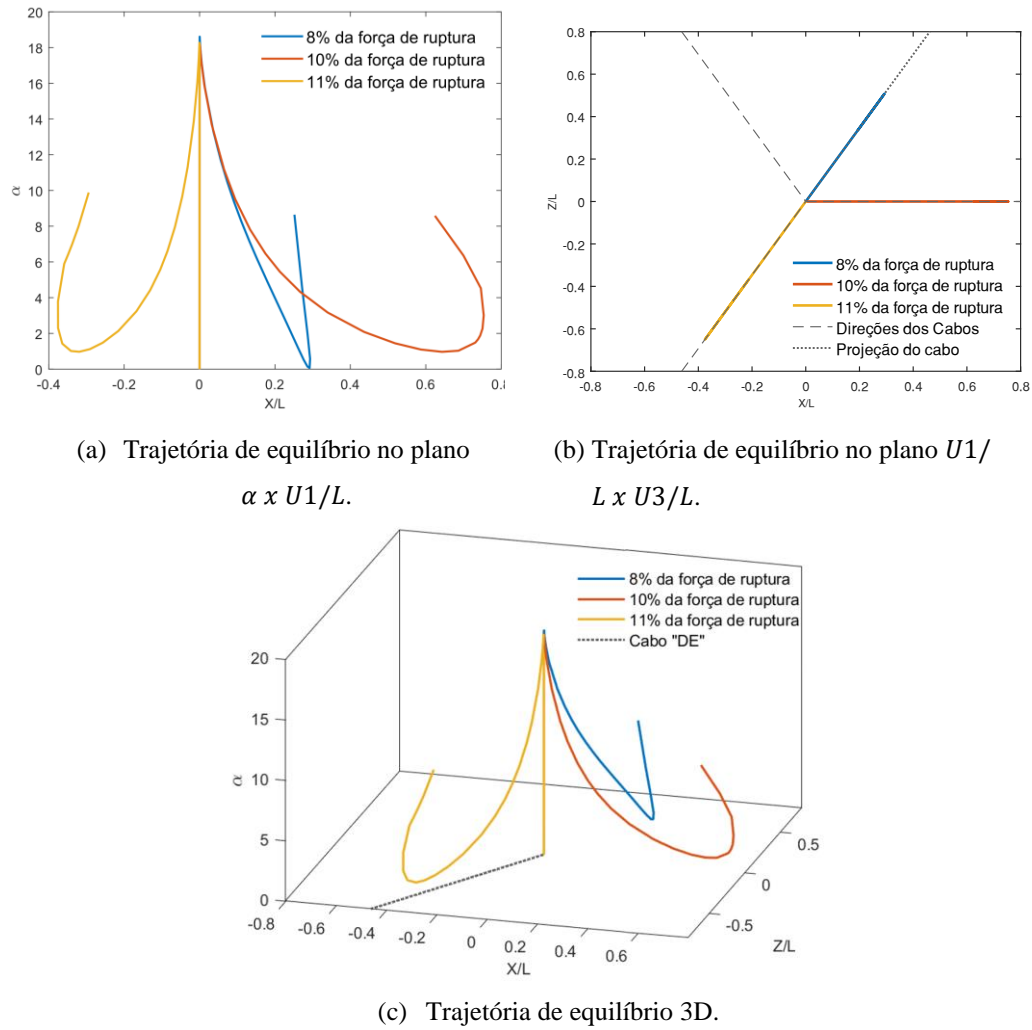 20
18
16
14
12
10
8
6
4
2
0
α
-0.4
-0.2
0
0.2
0.4
0.6
0.8
X/L
8% da força de ruptura
10% da força de ruptura
11% da força de ruptura
0.8
0.6
0.4
0.2
0
-0.2
-0.4
-0.6
-0.8
Z/L
-0.8
-0.6
-0.4
-0.2
0
0.2
0.4
0.6
0.8
X/L
8% da força de ruptura
10% da força de ruptura
11% da força de ruptura
Direções dos Cabos
Projeção do cabo
(a) Trajetória de equilíbrio no plano
α x U1/L.
(b) Trajetória de equilíbrio no plano U1/
L x U3/L.
8% da força de ruptura
10% da força de ruptura
11% da força de ruptura
Cabo "DE"
20
15
10
5
0
α
-0.8
-0.6
-0.4
-0.2
0
0.2
0.4
0.6
X/L
-0.5
0
0.5
Z/L
(c) Trajetória de equilíbrio 3D.